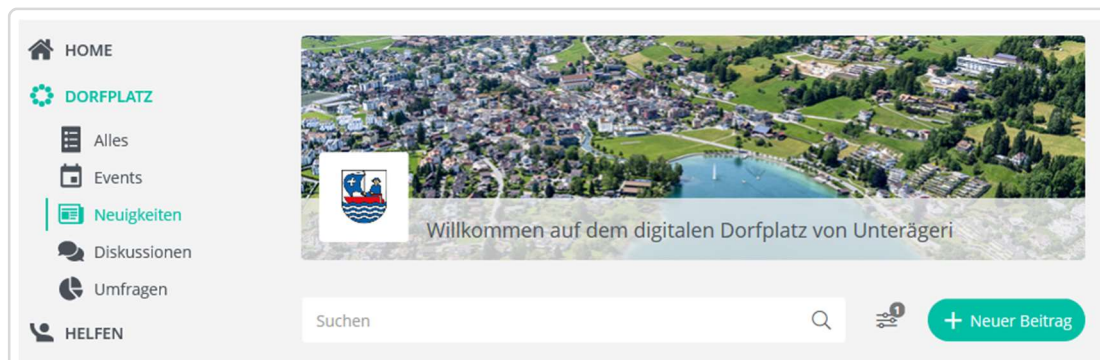 HOME
DORFPLATZ
Alles
Events
Neuigkeiten
Diskussionen
Umfragen
HELFEN
Willkommen auf dem digitalen Dorfplatz von Unterägeri
Suchen
1
Neuer Beitrag